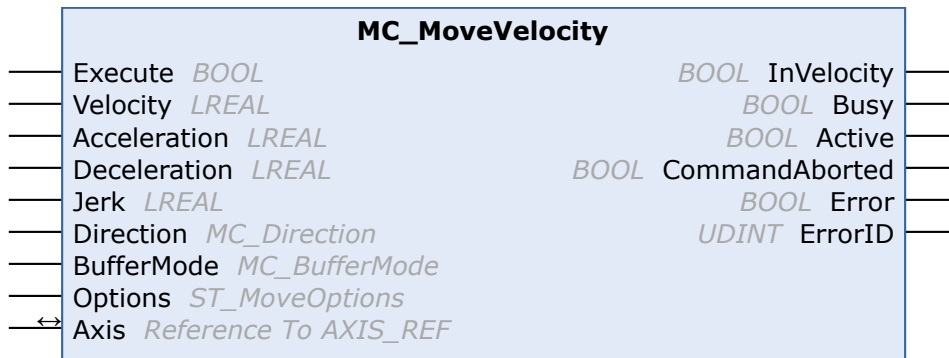 MC_MoveVelocity
Execute BOOL BOOL InVelocity
Velocity LREAL BOOL Busy
Acceleration LREAL BOOL Active
Deceleration LREAL BOOL CommandAborted
Jerk LREAL BOOL Error
Direction MC_Direction UDINT ErrorID
BufferMode MC_BufferMode
Options ST_MoveOptions
↔ Axis Reference To AXIS_REF